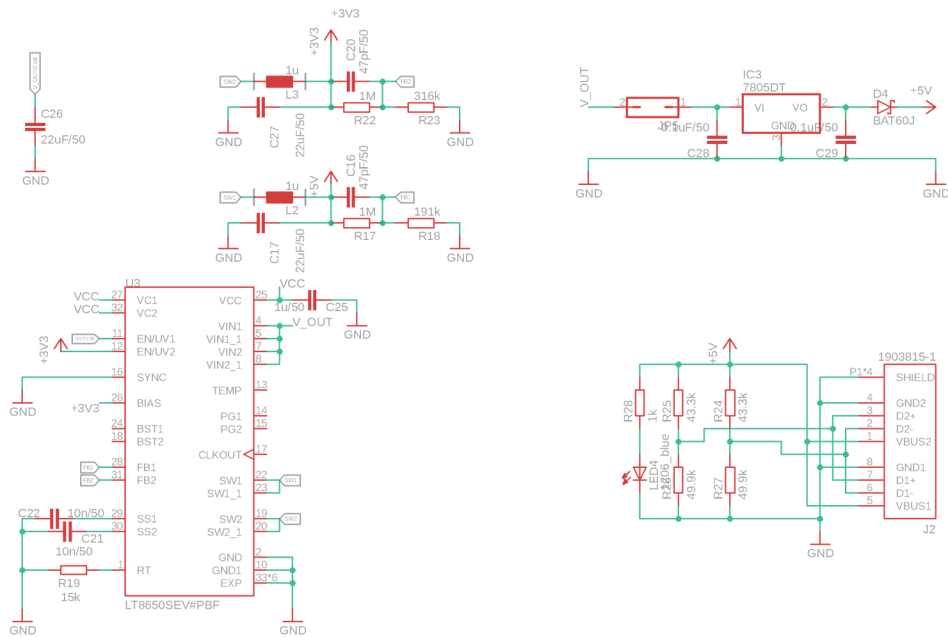 +3V3
+3V3
C20
47pF/50
V_OUT/UVB
SW2
1u
L3
FB2
C26
22uF/50
C27
22uF/50
1M
R22
316k
R23
GND
GND
GND
SW1
1u
L2
+5V
C16
47pF/50
FB1
C17
22uF/50
1M
R17
191k
R18
GND
GND
V_OUT
2
1
JP5
0.1uF/50
C28
IC3
7805DT
1
VI
VO
2
GND
3
0.1uF/50
C29
D4
BAT60J
+5V
GND
GND
U3
VCC
27
VC1
VCC
32
VC2
11
EN/UV1
+3V3
12
EN/UV2
16
SYNC
GND
+3V3
26
BIAS
24
BST1
18
BST2
FB1
28
FB1
FB2
31
FB2
C22
10n/50
29
SS1
C21
10n/50
30
SS2
R19
15k
1
RT
GND
VCC
25
VCC
1u/50
C25
GND
VIN1
4
V_OUT
VIN1_1
5
VIN2
7
VIN2_1
8
TEMP
13
PG1
14
PG2
15
CLKOUT
17
SW1
22
SW1
SW1_1
23
SW2
19
SW2
SW2_1
20
GND
2
GND1
10
EXP
33*6
GND
LT8650SEV#PBF
+5V
R28
1k
R25
43.3k
R24
43.3k
LED4
1206_blue
R26
49.9k
R27
49.9k
GND
1903815-1
P1*4
SHIELD
4
GND2
3
D2+
2
D2-
1
VBUS2
8
GND1
7
D1+
6
D1-
5
VBUS1
J2